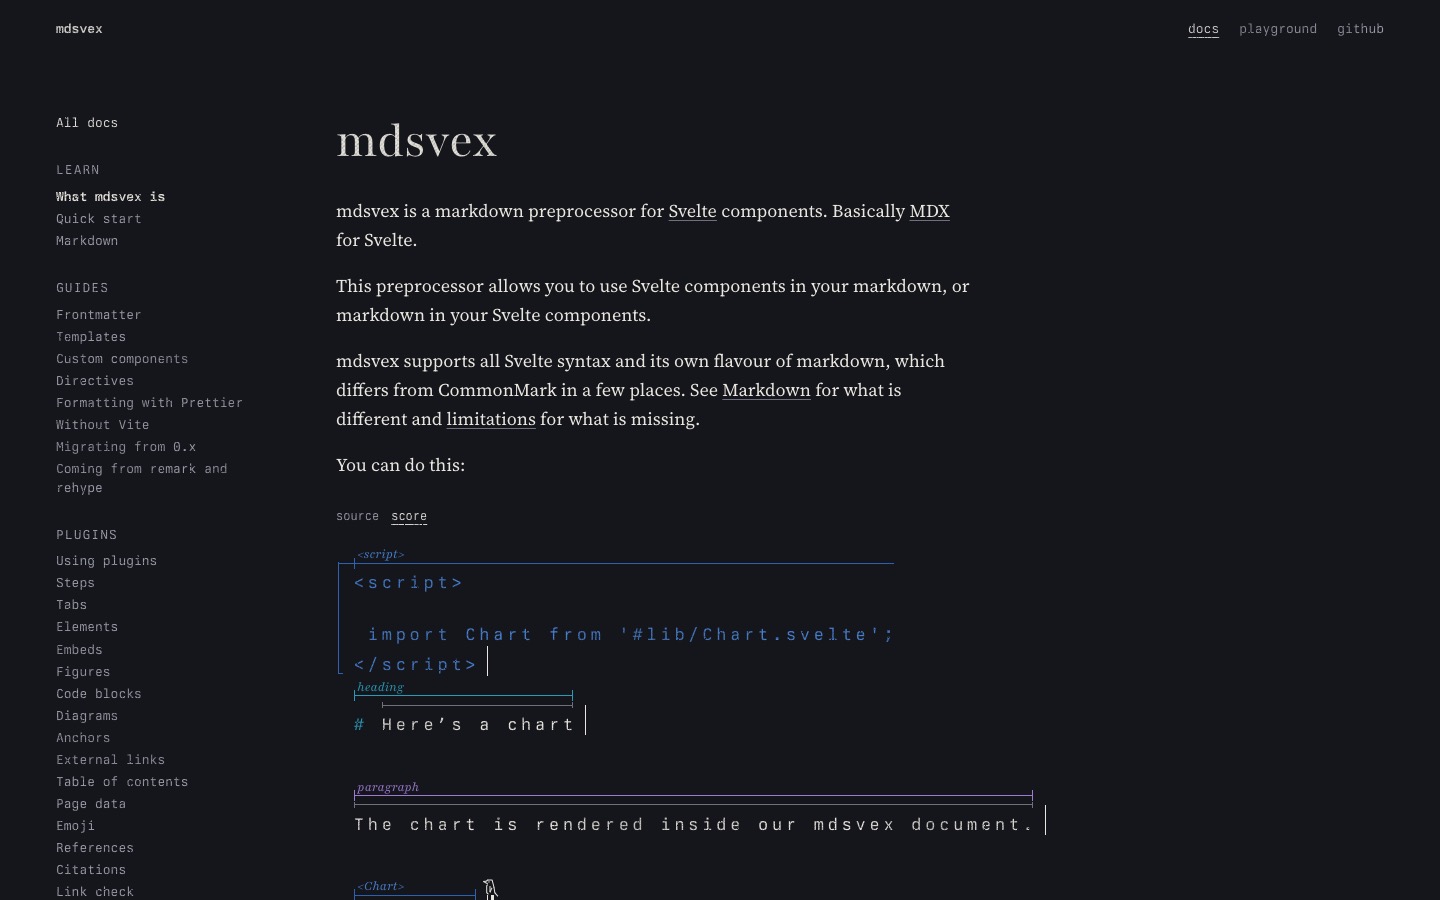 mdsvex
docs playground github
All docs
LEARN
What mdsvex is
Quick start
Markdown
GUIDES
Frontmatter
Templates
Custom components
Directives
Formatting with Prettier
Without Vite
Migrating from 0.x
Coming from remark and
rehype
PLUGINS
Using plugins
Steps
Tabs
Elements
Embeds
Figures
Code blocks
Diagrams
Anchors
External links
Table of contents
Page data
Emoji
References
Citations
Link check
mdsvex
mdsvex is a markdown preprocessor for Svelte components. Basically MDX
for Svelte.
This preprocessor allows you to use Svelte components in your markdown, or
markdown in your Svelte components.
mdsvex supports all Svelte syntax and its own flavour of markdown, which
differs from CommonMark in a few places. See Markdown for what is
different and limitations for what is missing.
You can do this:
source score
<script>
<script>
import Chart from '#lib/Chart.svelte';
</script>
heading
# Here’s a chart
paragraph
The chart is rendered inside our mdsvex document.
<Chart>